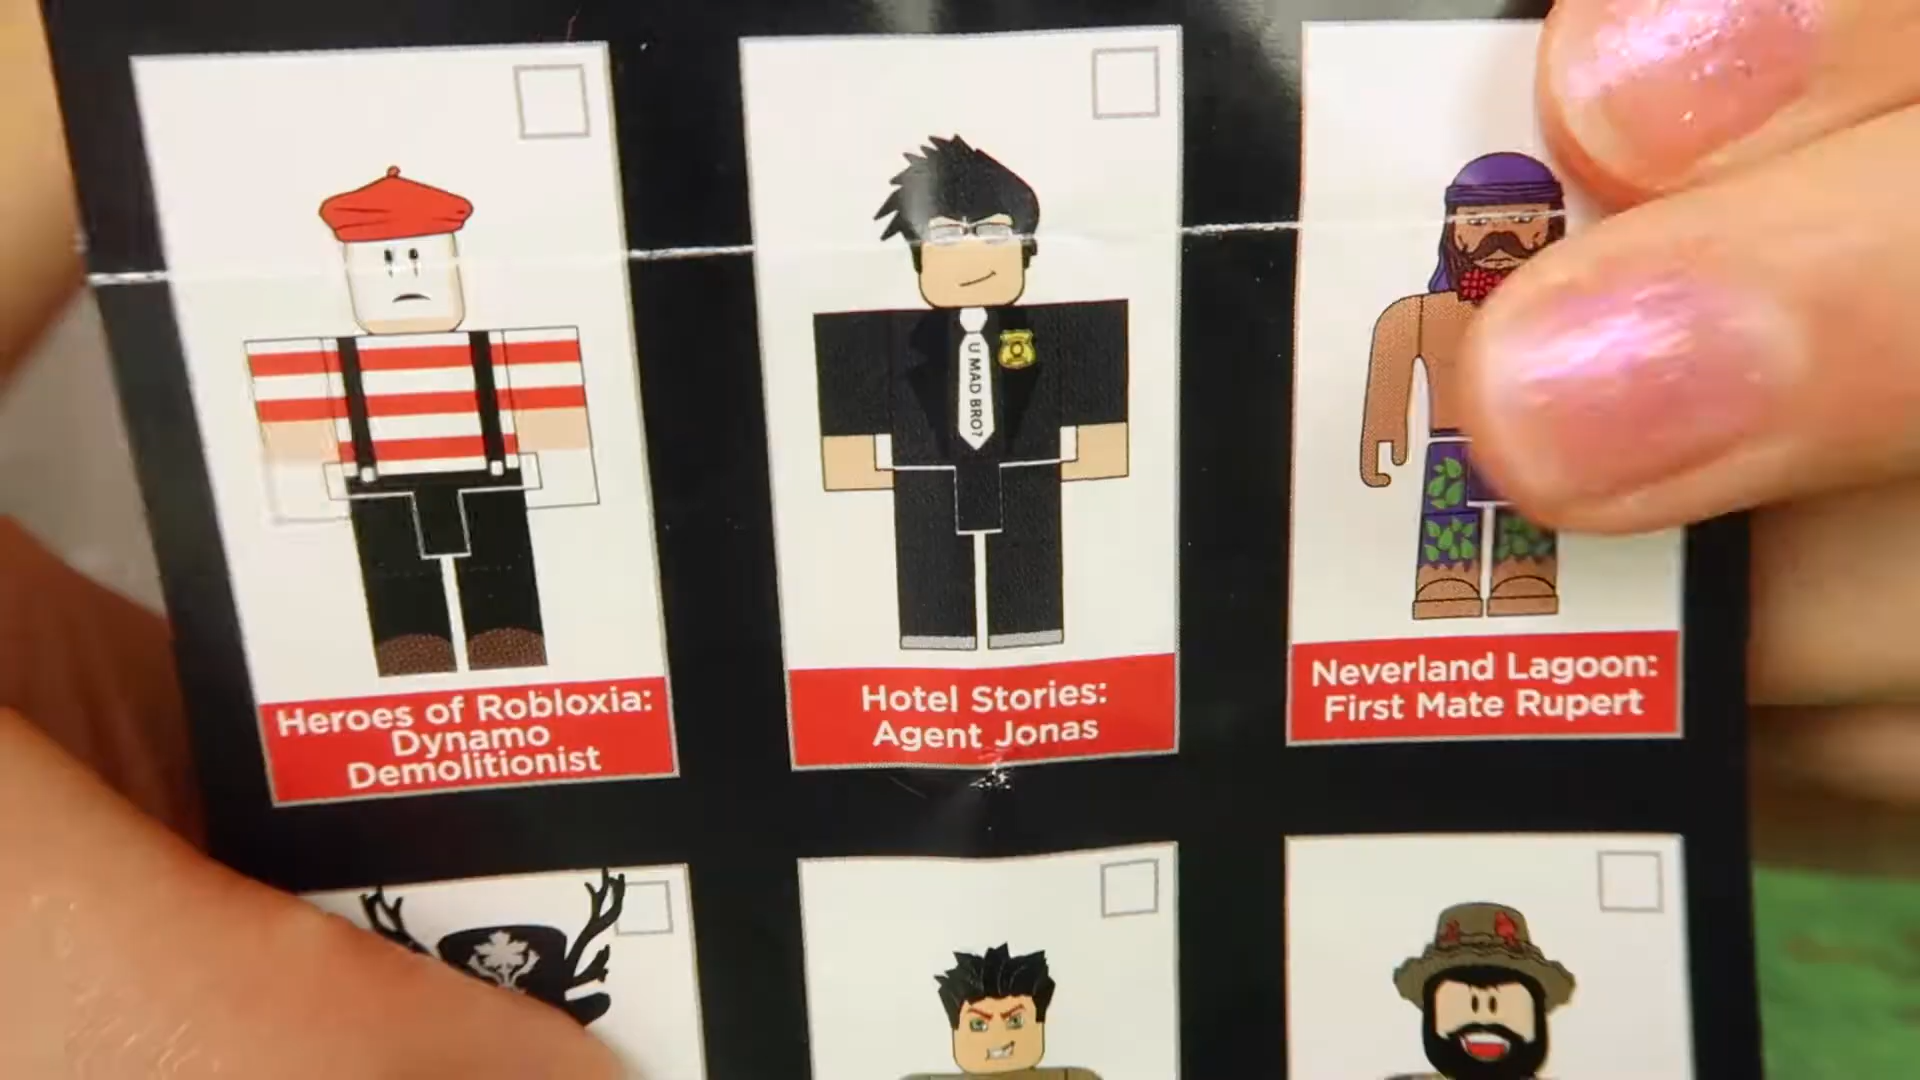 U MAD BRO?
Heroes of Robloxia:
Dynamo
Demolitionist
Hotel Stories:
Agent Jonas
Neverland Lagoon:
First Mate Rupert